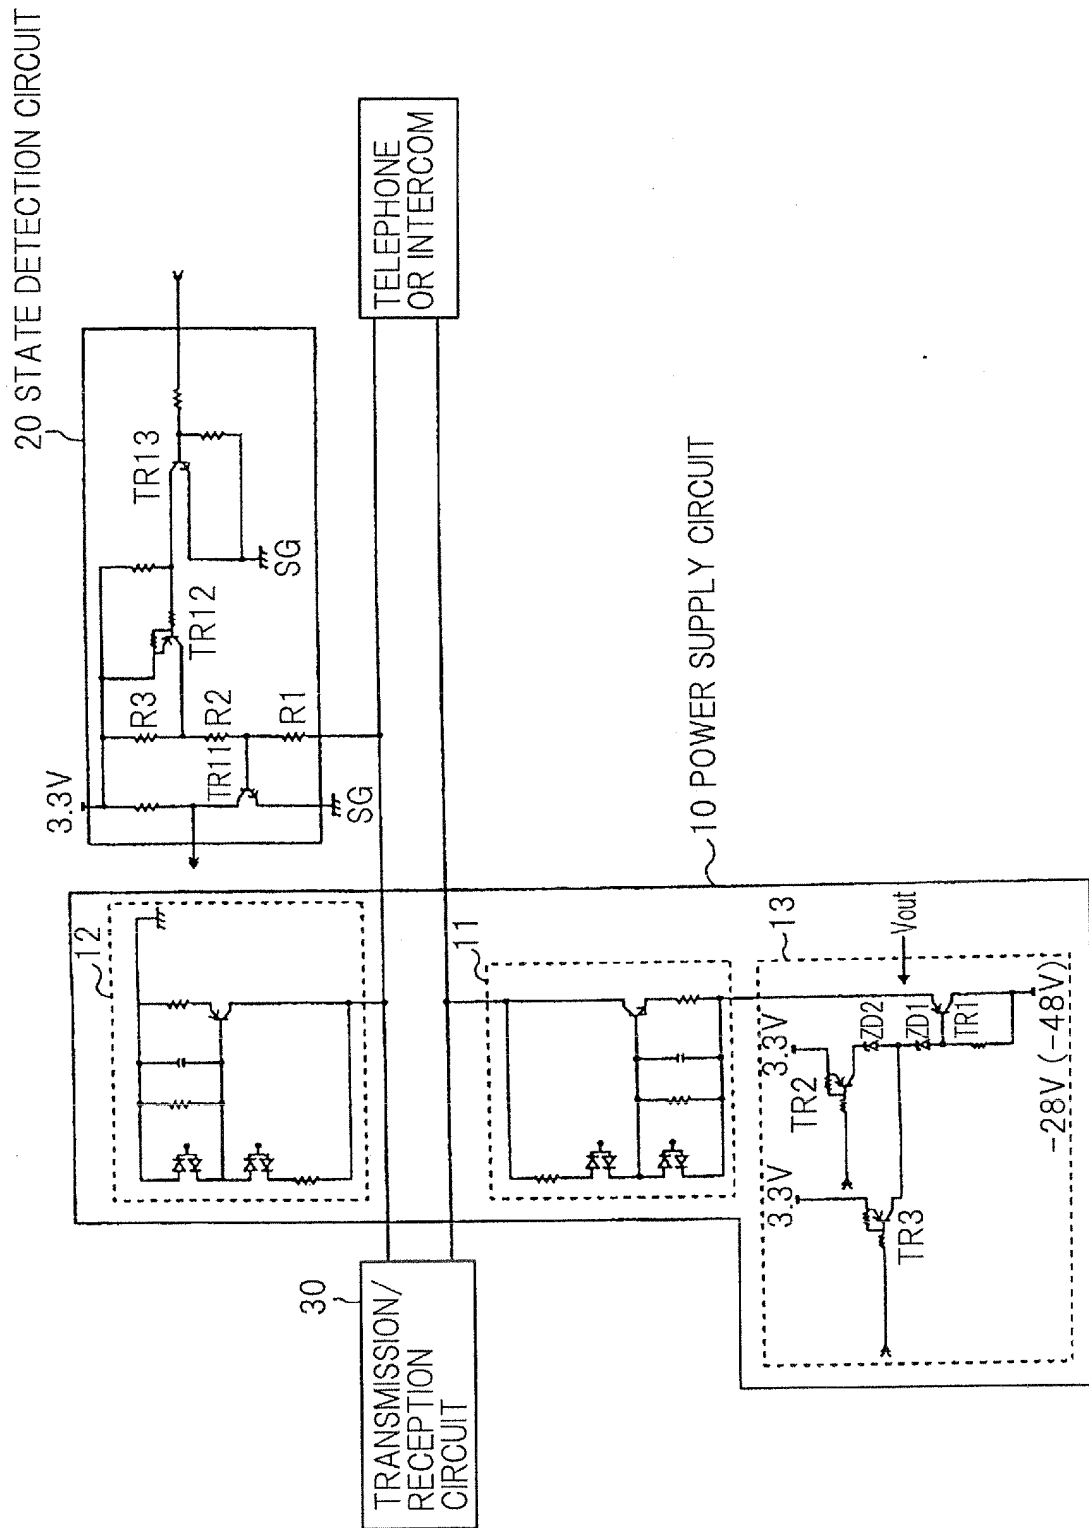 20 STATE DETECTION CIRCUIT
TELEPHONE
OR INTERCOM
TR13
SG
TR12
R3
R2
R1
TR11
3.3V
SG
10 POWER SUPPLY CIRCUIT
12
11
13
Vout
3.3V
ZD2
ZD1
TR1
TR2
3.3V
TR3
-28V (-48V)
30
TRANSMISSION/
RECEPTION
CIRCUIT